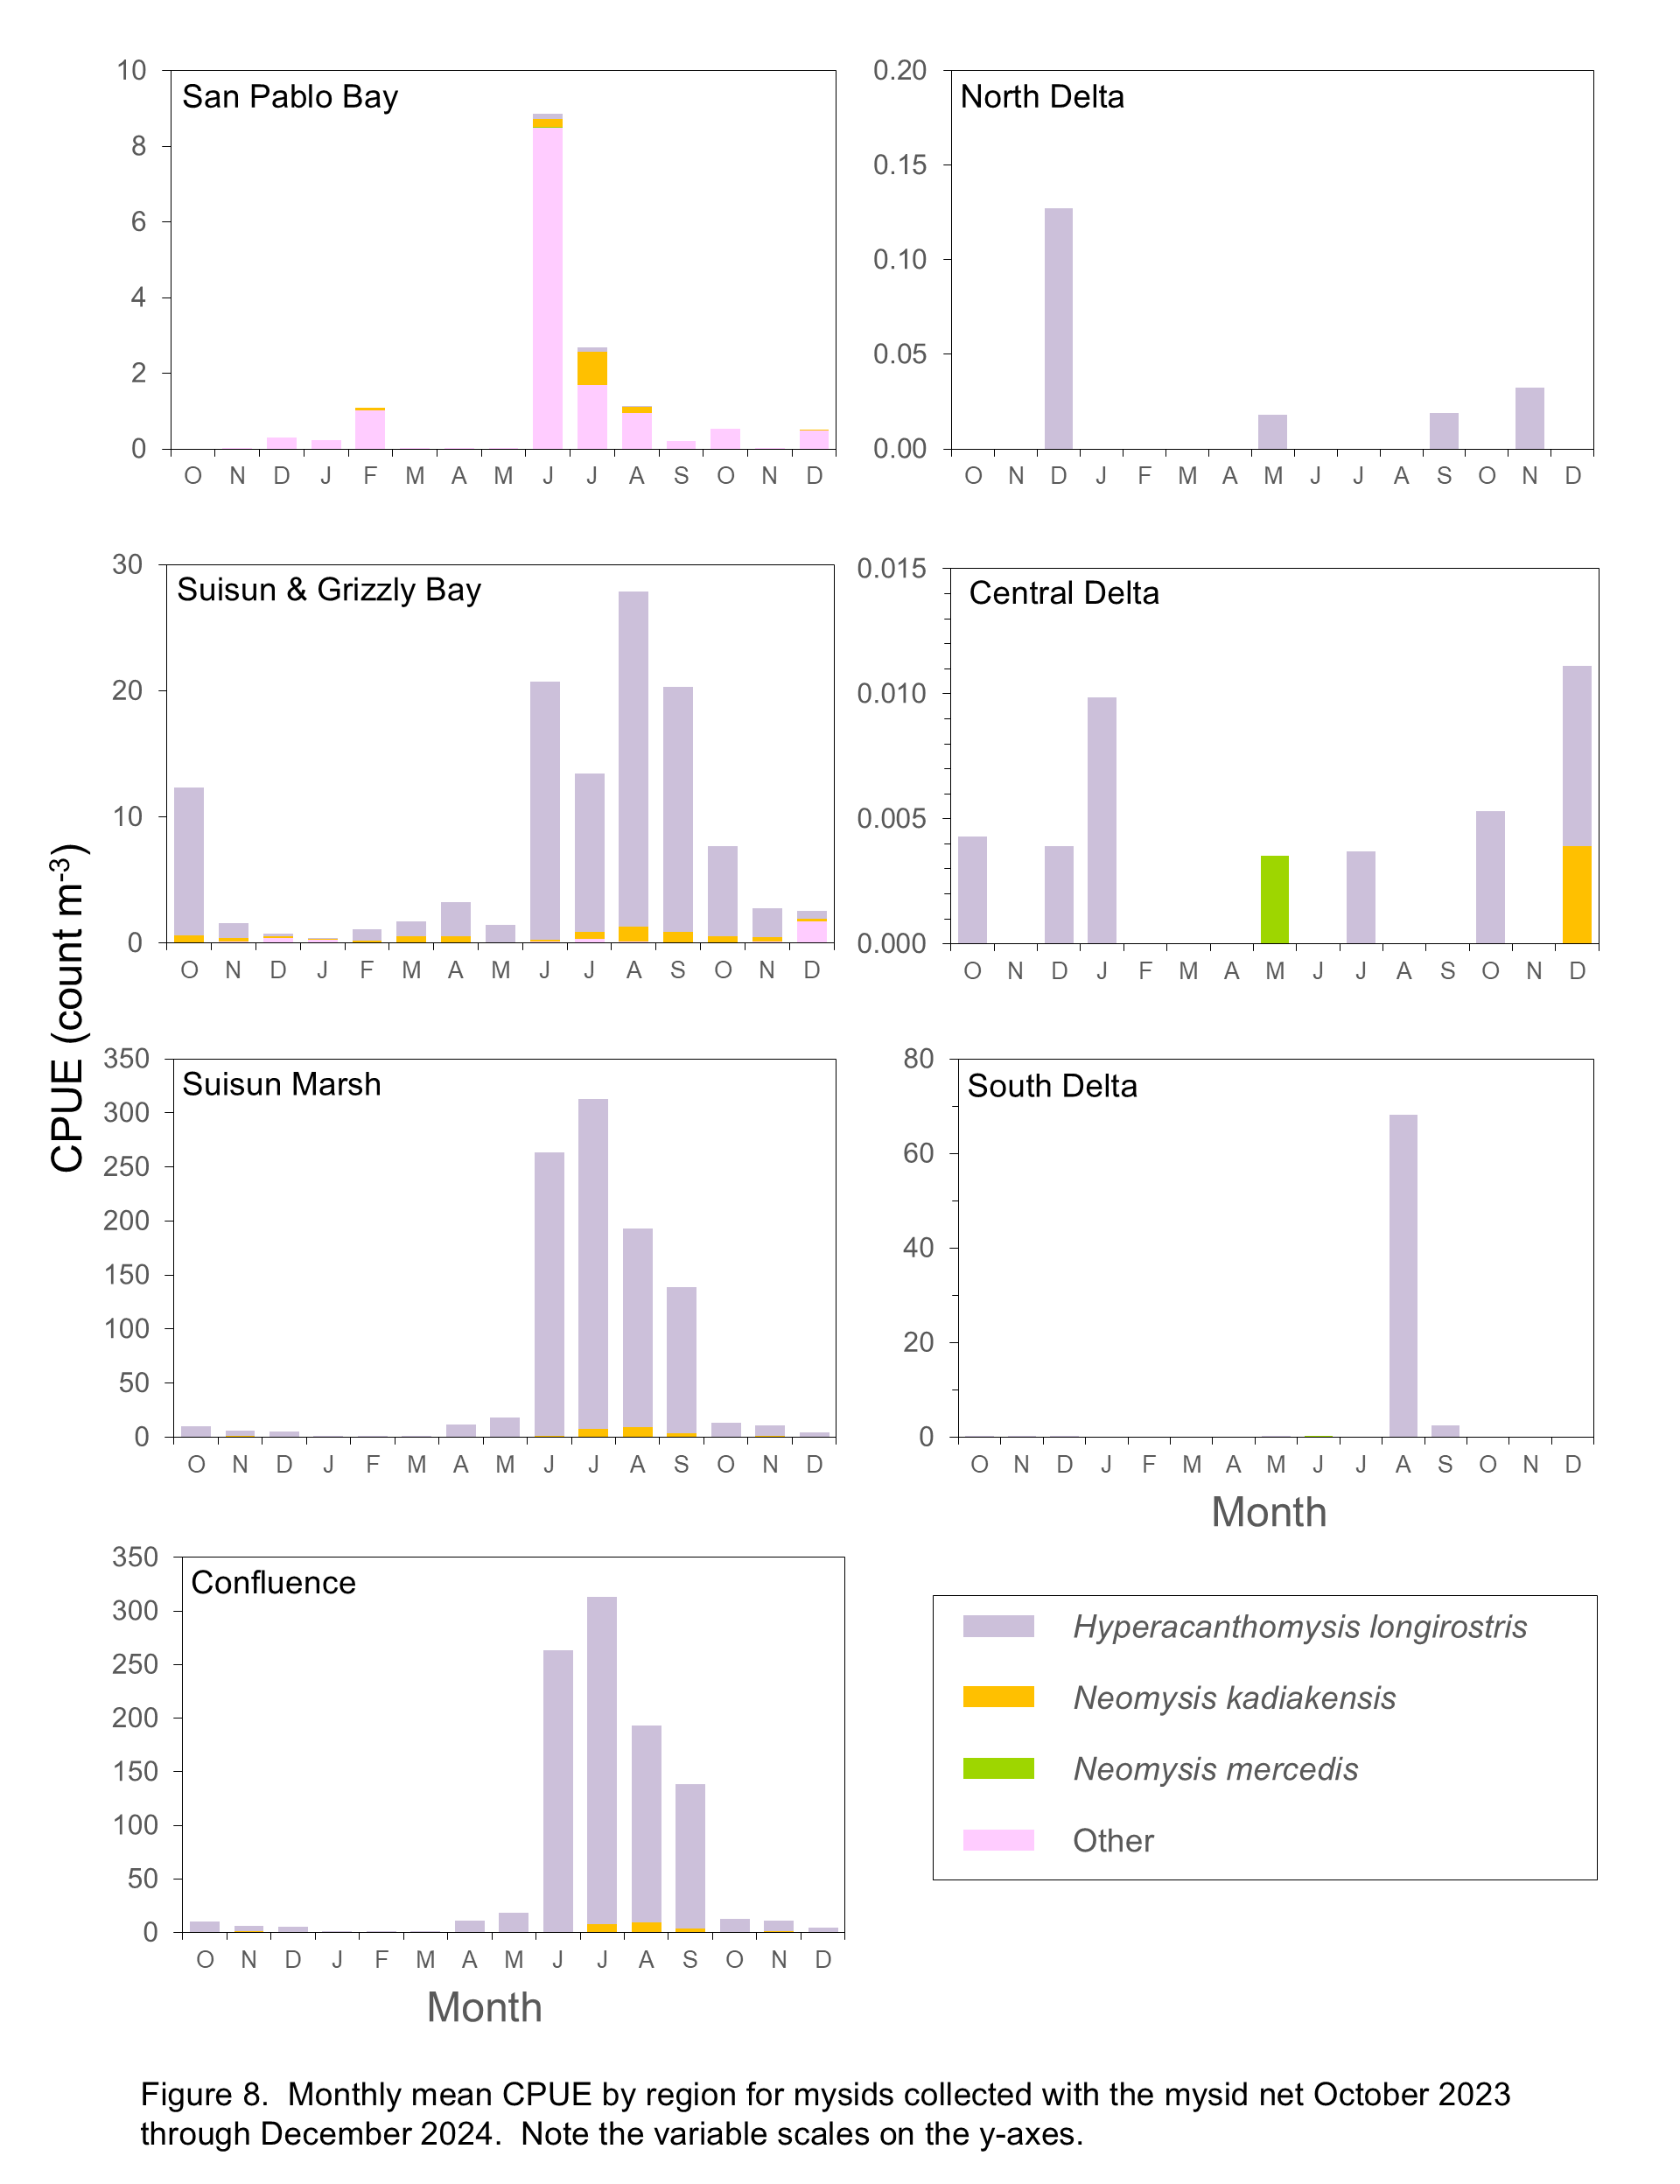 CPUE (count m-3)
San Pablo Bay
10
8
6
4
2
0
O N D J F M A M J J A S O N D
North Delta
0.20
0.15
0.10
0.05
0.00
O N D J F M A M J J A S O N D
Suisun & Grizzly Bay
30
20
10
0
O N D J F M A M J J A S O N D
Central Delta
0.015
0.010
0.005
0.000
O N D J F M A M J J A S O N D
Suisun Marsh
350
300
250
200
150
100
50
0
O N D J F M A M J J A S O N D
South Delta
80
60
40
20
0
O N D J F M A M J J A S O N D
Month
Confluence
350
300
250
200
150
100
50
0
O N D J F M A M J J A S O N D
Month
Hyperacanthomysis longirostris
Neomysis kadiakensis
Neomysis mercedis
Other
Figure 8.  Monthly mean CPUE by region for mysids collected with the mysid net October 2023
through December 2024.  Note the variable scales on the y-axes.